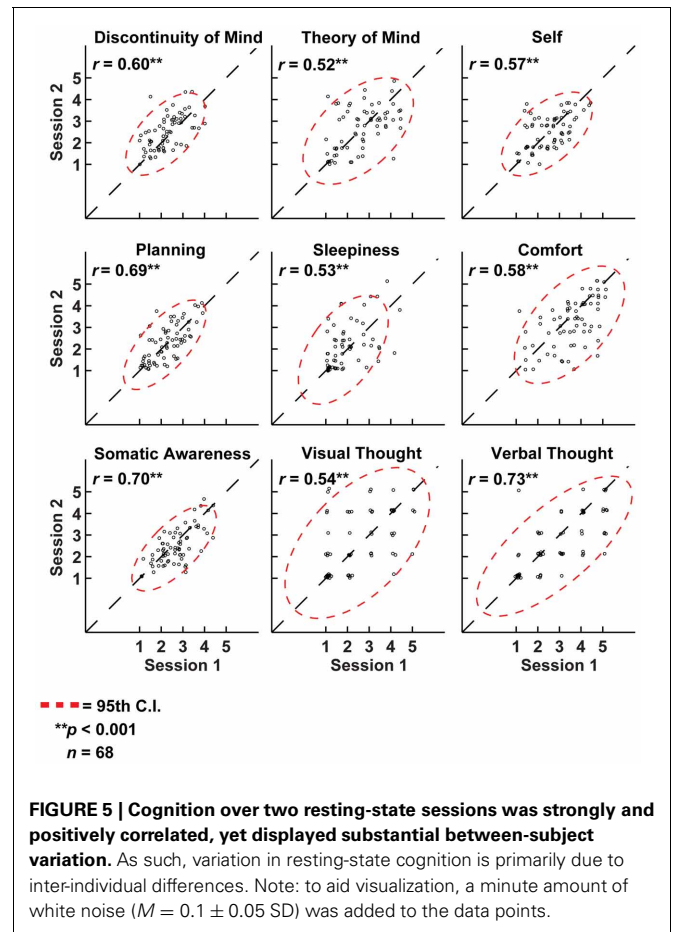 Discontinuity of Mind Theory of Mind Self
r = 0.60** r = 0.52** r = 0.57**
5
4
3
2
1
Session 2
Planning Sleepiness Comfort
r = 0.69** r = 0.53** r = 0.58**
5
4
3
2
1
Session 2
Somatic Awareness Visual Thought Verbal Thought
r = 0.70** r = 0.54** r = 0.73**
5
4
3
2
1
Session 2
1 2 3 4 5 1 2 3 4 5 1 2 3 4 5
Session 1 Session 1 Session 1
= 95th C.I.
**p < 0.001
n = 68
FIGURE 5 | Cognition over two resting-state sessions was strongly and
positively correlated, yet displayed substantial between-subject
variation. As such, variation in resting-state cognition is primarily due to
inter-individual differences. Note: to aid visualization, a minute amount of
white noise (M = 0.1 ± 0.05 SD) was added to the data points.